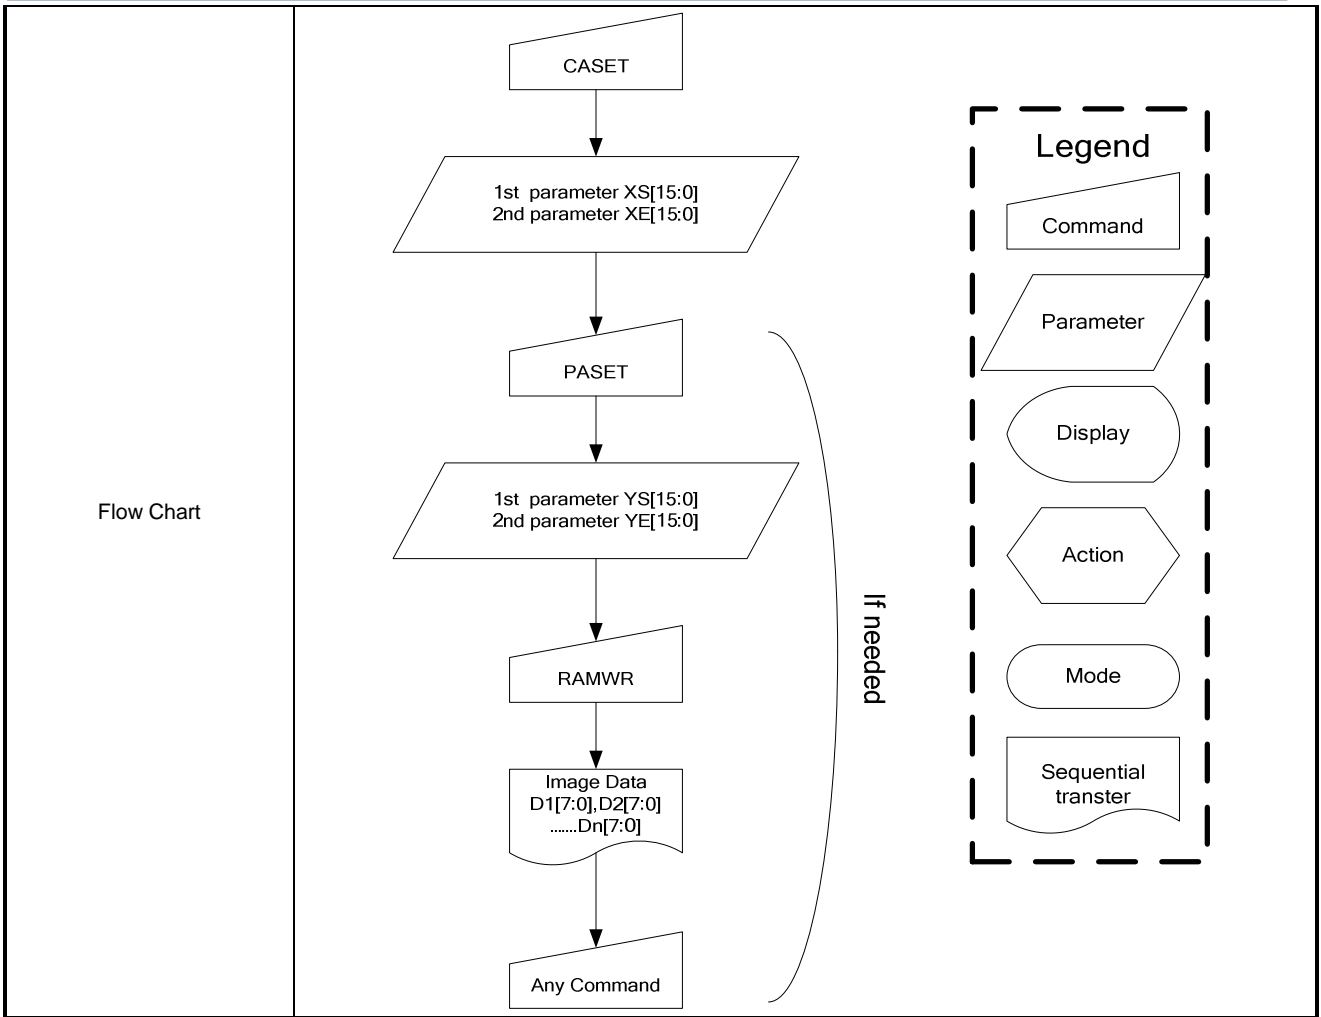 Flow Chart
CASET
1st parameter XS[15:0]
2nd parameter XE[15:0]
PASET
1st parameter YS[15:0]
2nd parameter YE[15:0]
RAMWR
Image Data
D1[7:0],D2[7:0]
.......Dn[7:0]
Any Command
If needed
Legend
Command
Parameter
Display
Action
Mode
Sequential
transter